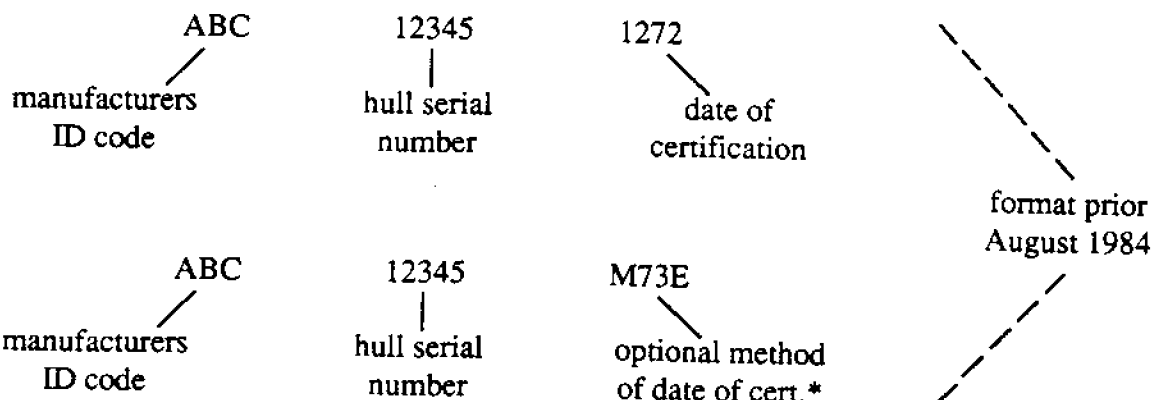 ABC 12345 1272
manufacturers ID code
hull serial number
date of certification
format prior August 1984
ABC 12345 M73E
manufacturers ID code
hull serial number
optional method of date of cert.*